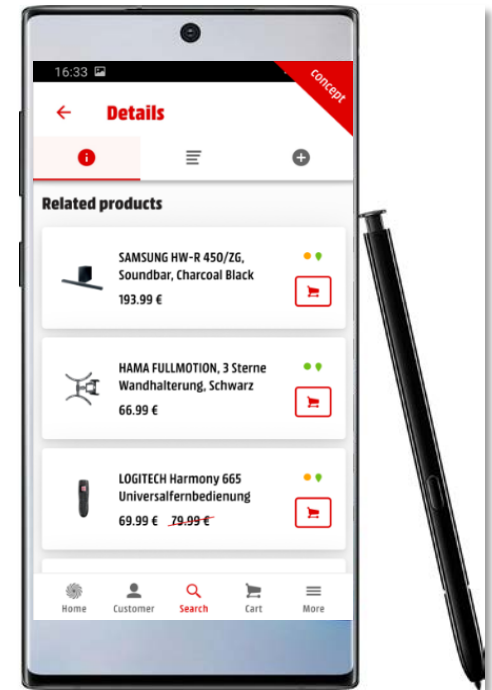 16:33
concept
Details
Related products
SAMSUNG HW-R 450/ZG,
Soundbar, Charcoal Black
193.99 €
HAMA FULLMOTION, 3 Sterne
Wandhalterung, Schwarz
66.99 €
LOGITECH Harmony 665
Universalfernbedienung
69.99 € 79.99 €
Home Customer Search Cart More